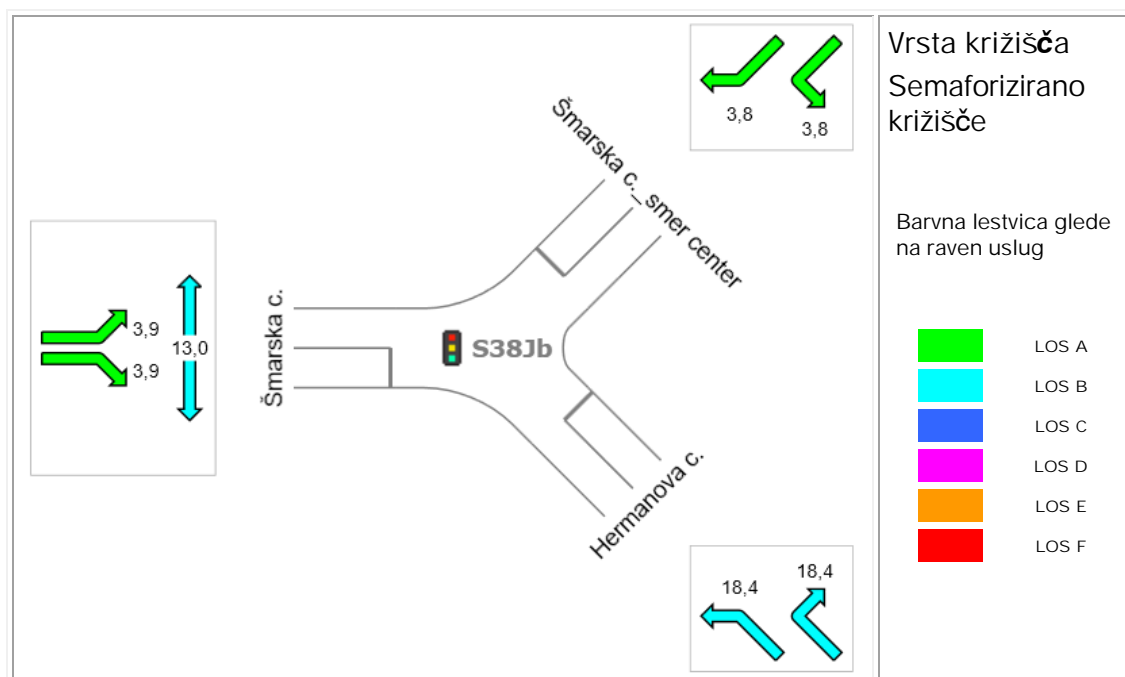 3,8
3,8
Šmarska c._smer center
3,9
13,0
3,9
Šmarska c.
S38Jb
Hermanova c.
18,4
18,4
Vrsta križišča
Semaforizirano
križišče
Barvna lestvica glede
na raven uslug
LOS A
LOS B
LOS C
LOS D
LOS E
LOS F